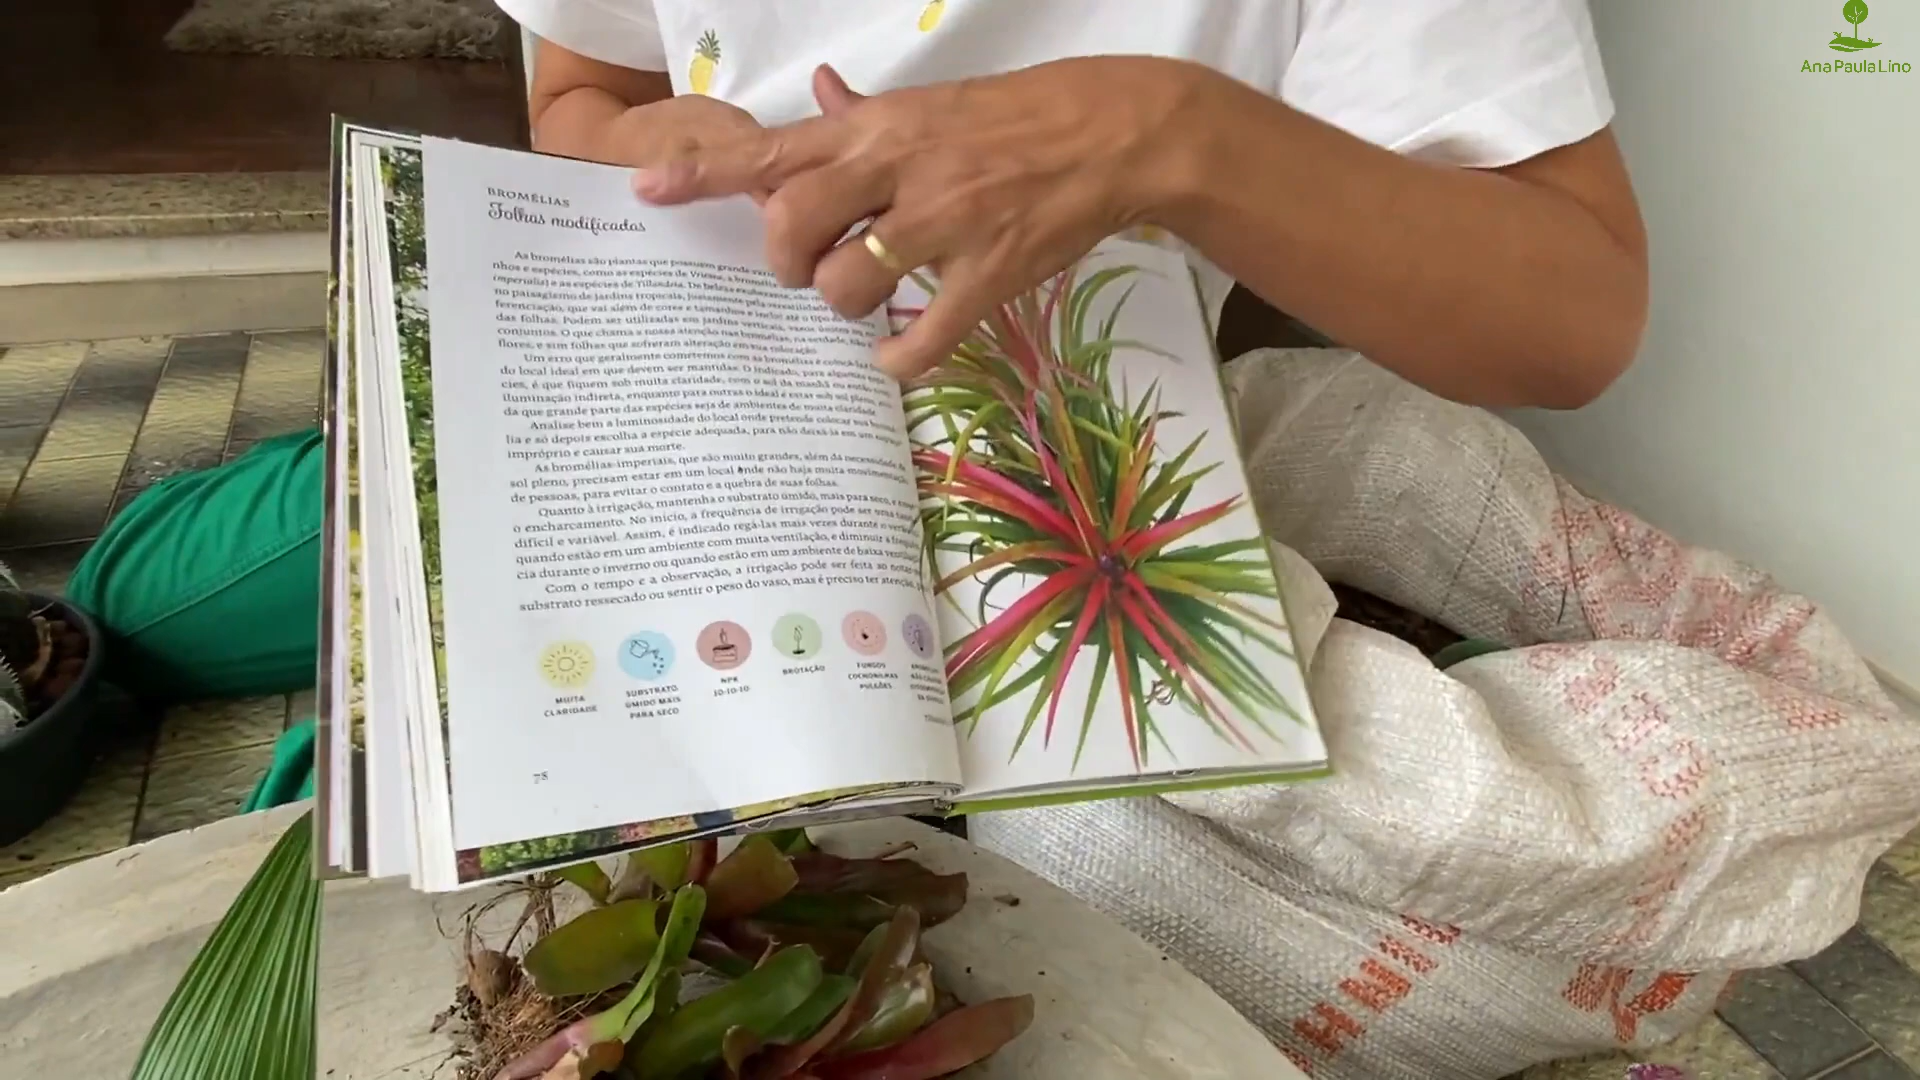 AnaPaulaLino
BROMÉLIAS
Folhas modificadas
As bromélias são plantas que possuem grande
nhos e espécies, como as espécies de Vriesea, a bromélia
imperialis) e as espécies de Tillandsia. De beleza exuberante, são
no paisagismo de jardins tropicais, justamente pela versatilidade
ferenciação, que vai além de cores e tamanhos e inclui até o tipo
das folhas. Podem ser utilizadas em jardins verticais, vasos
conjuntos. O que chama a nossa atenção nas bromélias, na verdade, não
flores, e sim folhas que sofreram alteração em sua coloração.
Um erro que geralmente cometemos com as bromélias é colocá-las
do local ideal em que devem ser mantidas. O indicado, para algumas
cies, é que fiquem sob muita claridade, com o sol da manhã ou
iluminação indireta, enquanto para outras o ideal é estar sob sol pleno,
da que grande parte das espécies seja de ambientes de muita claridade.
Analise bem a luminosidade do local onde pretende colocar sua
lia e só depois escolha a espécie adequada, para não deixá-la em um
impróprio e causar sua morte.
As bromélias-imperiais, que são muito grandes, além da necessidade de
sol pleno, precisam estar em um local onde não haja muita movimentação
de pessoas, para evitar o contato e a quebra de suas folhas.
Quanto à irrigação, mantenha o substrato úmido, mais para seco, e
o encharcamento. No início, a frequência de irrigação pode ser
difícil e variável. Assim, é indicado regá-las mais vezes durante o
quando estão em um ambiente com muita ventilação, e diminuir a
cia durante o inverno ou quando estão em um ambiente de baixa
Com o tempo e a observação, a irrigação pode ser feita ao
substrato ressecado ou sentir o peso do vaso, mas é preciso ter atenção,
MUITA
CLARIDADE
SUBSTRATO
ÚMIDO MAIS
PARA SECO
NPK
10-10-10
BROTAÇÃO
FUNGOS
COCHONILHAS
PULGÕES
78